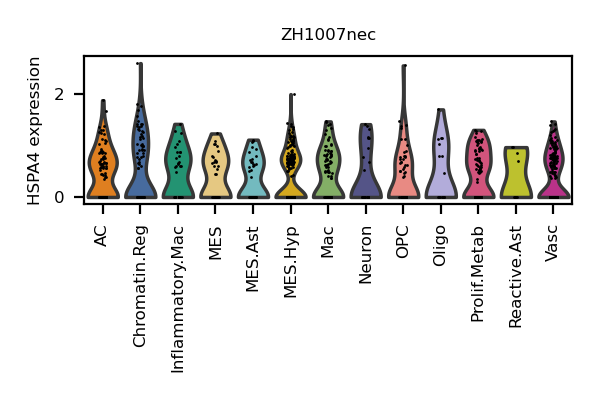 ZH1007nec
HSPA4 expression
2
0
AC
Chromatin.Reg
Inflammatory.Mac
MES
MES.Ast
MES.Hyp
Mac
Neuron
OPC
Oligo
Prolif.Metab
Reactive.Ast
Vasc